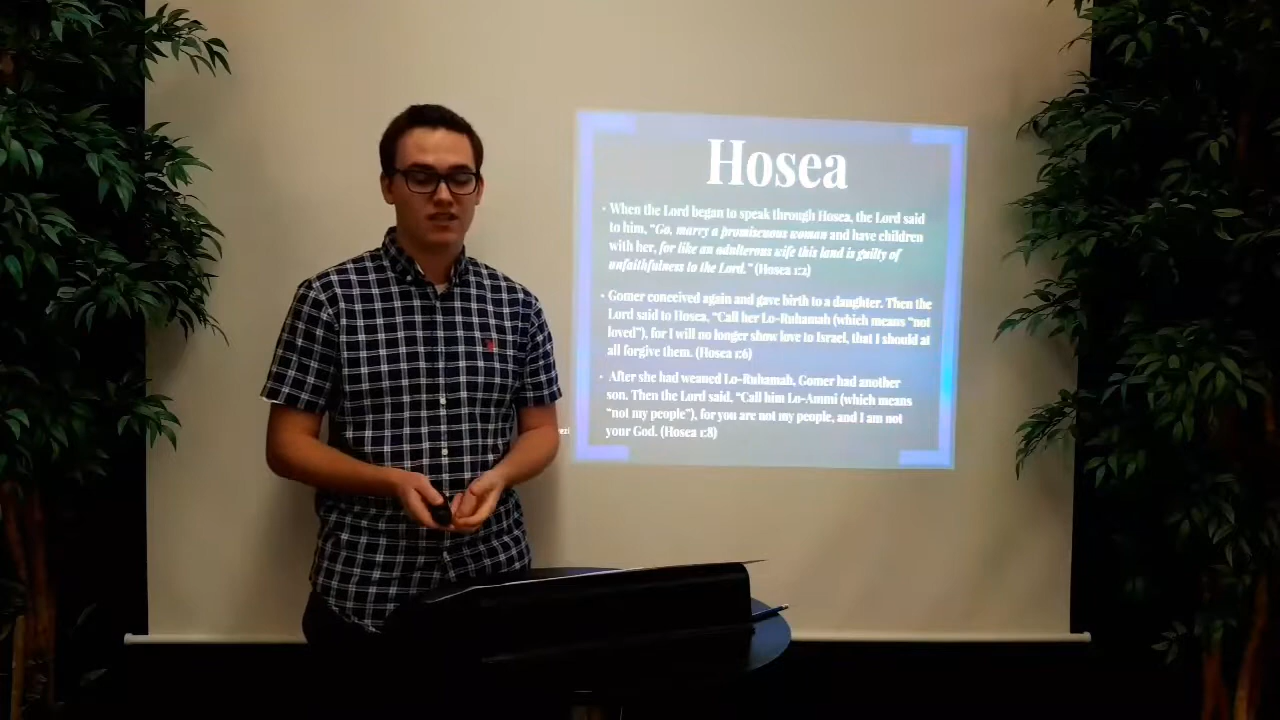 Hosea
• When the Lord began to speak through Hosea, the Lord said
to him, “Go, marry a promiscuous woman and have children
with her, for like an adulterous wife this land is guilty of
unfaithfulness to the Lord.” (Hosea 1:2)
• Gomer conceived again and gave birth to a daughter. Then the
Lord said to Hosea, “Call her Lo-Ruhamah (which means “not
loved”), for I will no longer show love to Israel, that I should at
all forgive them. (Hosea 1:6)
• After she had weaned Lo-Ruhamah, Gomer had another
son. Then the Lord said, “Call him Lo-Ammi (which means
“not my people”), for you are not my people, and I am not
your God. (Hosea 1:8)